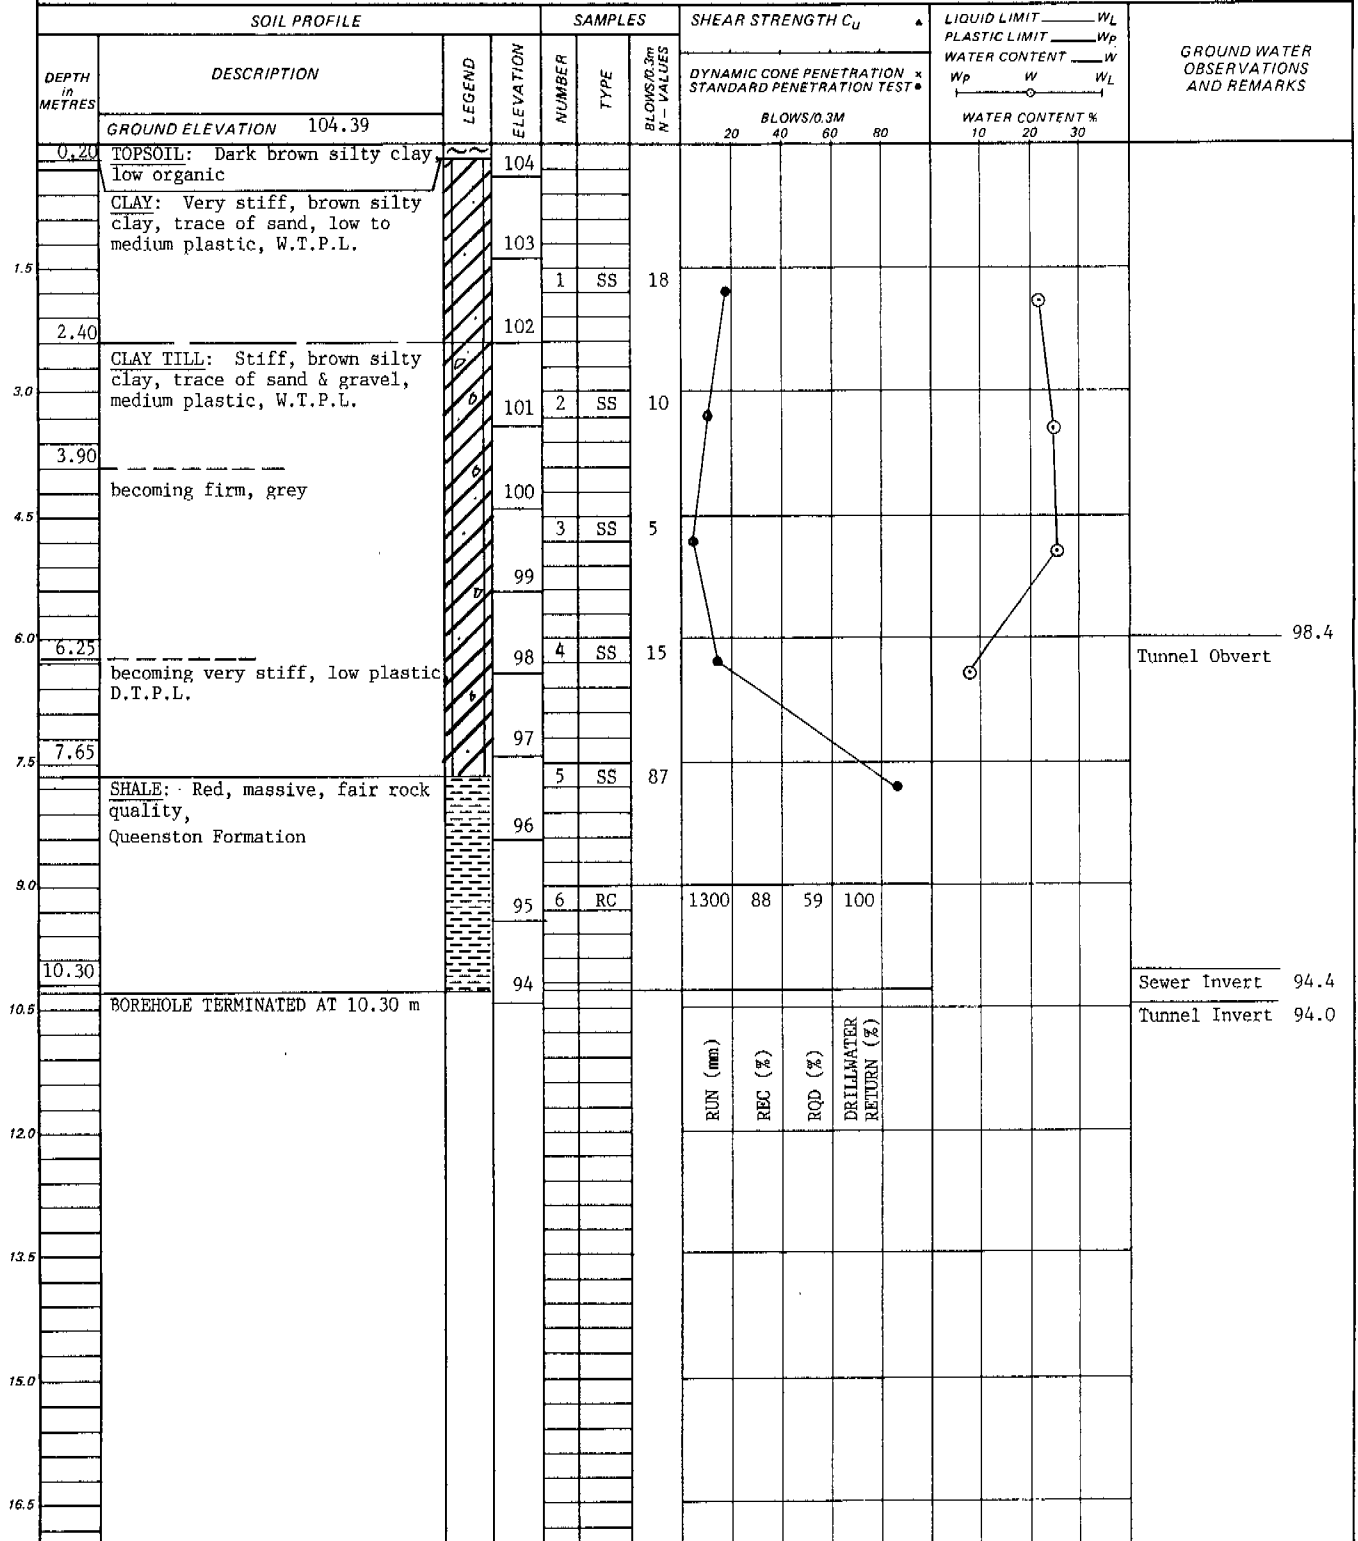 SOIL PROFILE
SAMPLES
SHEAR STRENGTH Cu ▲
LIQUID LIMIT WL
PLASTIC LIMIT Wp
WATER CONTENT W
Wp W WL
GROUND WATER
OBSERVATIONS
AND REMARKS
DEPTH
in
METRES
DESCRIPTION
LEGEND
ELEVATION
NUMBER
TYPE
BLOWS/0.3m
N – VALUES
DYNAMIC CONE PENETRATION x
STANDARD PENETRATION TEST ●
BLOWS/0.3M
20 40 60 80
WATER CONTENT %
10 20 30
GROUND ELEVATION 104.39
0.20 TOPSOIL: Dark brown silty clay, 104
low organic
CLAY: Very stiff, brown silty
clay, trace of sand, low to
medium plastic, W.T.P.L. 103
1.5 1 SS 18
2.40 102
CLAY TILL: Stiff, brown silty
clay, trace of sand & gravel,
3.0 medium plastic, W.T.P.L. 101 2 SS 10
3.90
becoming firm, grey 100
4.5 3 SS 5
99
6.0 98.4
6.25 98 4 SS 15 Tunnel Obvert
becoming very stiff, low plastic
D.T.P.L.
97
7.65
7.5 5 SS 87
SHALE: Red, massive, fair rock
quality, 96
Queenston Formation
9.0 95 6 RC 1300 88 59 100
10.30 94 Sewer Invert 94.4
10.5 BOREHOLE TERMINATED AT 10.30 m Tunnel Invert 94.0
RUN (mm)
REC (%)
RQD (%)
DRILLWATER
RETURN (%)
12.0
13.5
15.0
16.5